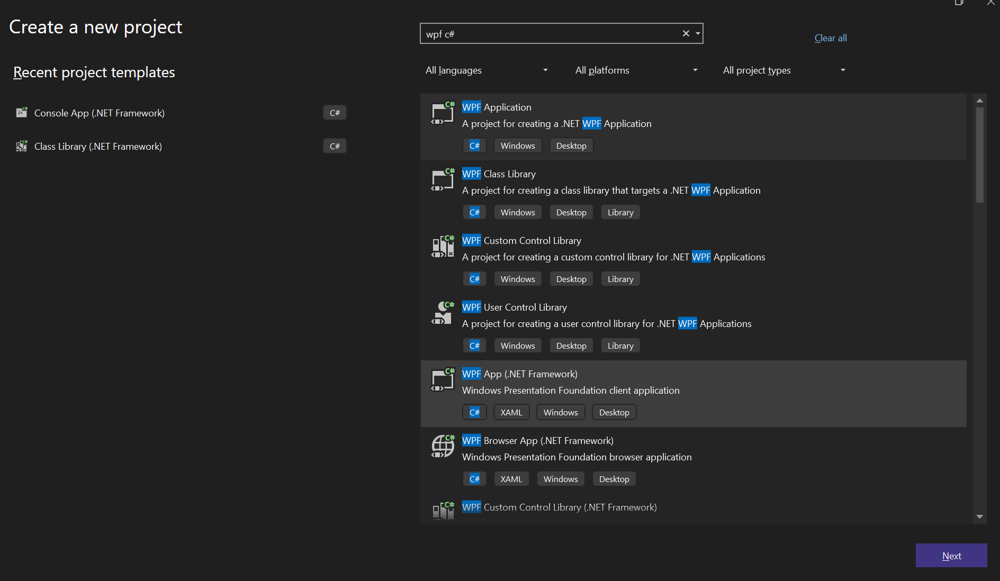 Create a new project
wpf c#
Clear all
All languages
All platforms
All project types
Recent project templates
Console App (.NET Framework)
C#
Class Library (.NET Framework)
C#
WPF Application
A project for creating a .NET WPF Application
C#
Windows
Desktop
WPF Class Library
A project for creating a class library that targets a .NET WPF Application
C#
Windows
Desktop
Library
WPF Custom Control Library
A project for creating a custom control library for .NET WPF Applications
C#
Windows
Desktop
Library
WPF User Control Library
A project for creating a user control library for .NET WPF Applications
C#
Windows
Desktop
Library
WPF App (.NET Framework)
Windows Presentation Foundation client application
C#
XAML
Windows
Desktop
WPF Browser App (.NET Framework)
Windows Presentation Foundation browser application
C#
XAML
Windows
Desktop
WPF Custom Control Library (.NET Framework)
Next